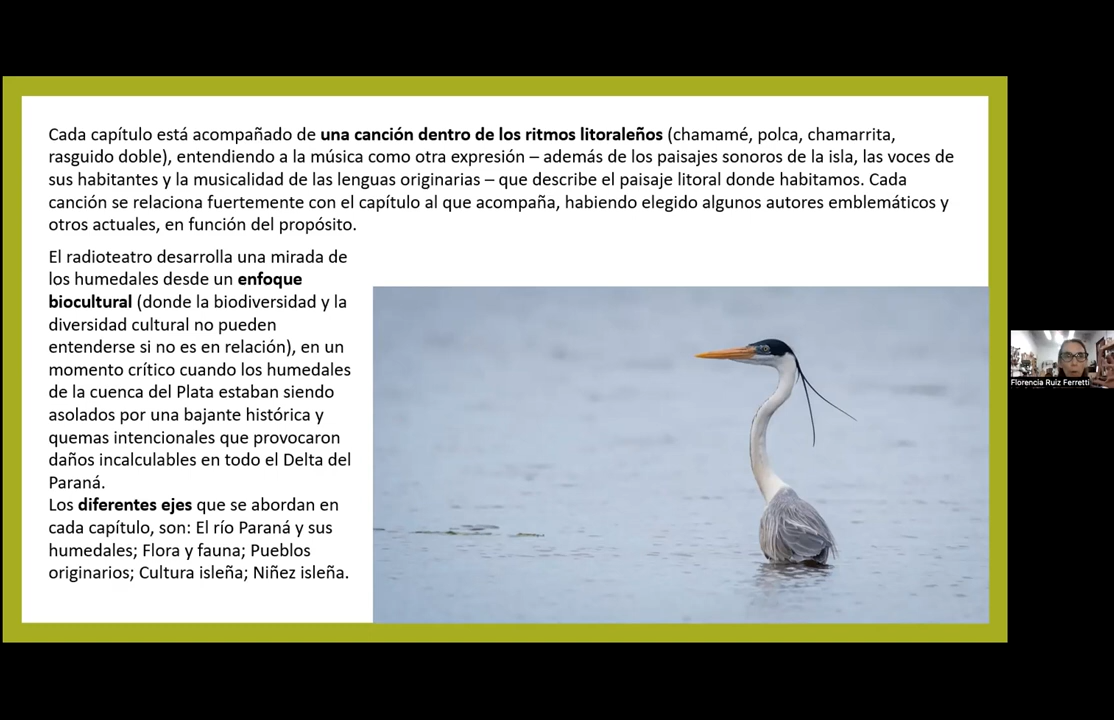 Cada capítulo está acompañado de una canción dentro de los ritmos litoraleños (chamamé, polca, chamarrita,
rasguido doble), entendiendo a la música como otra expresión – además de los paisajes sonoros de la isla, las voces de
sus habitantes y la musicalidad de las lenguas originarias – que describe el paisaje litoral donde habitamos. Cada
canción se relaciona fuertemente con el capítulo al que acompaña, habiendo elegido algunos autores emblemáticos y
otros actuales, en función del propósito.
El radioteatro desarrolla una mirada de
los humedales desde un enfoque
biocultural (donde la biodiversidad y la
diversidad cultural no pueden
entenderse si no es en relación), en un
momento crítico cuando los humedales
de la cuenca del Plata estaban siendo
asolados por una bajante histórica y
quemas intencionales que provocaron
daños incalculables en todo el Delta del
Paraná.
Los diferentes ejes que se abordan en
cada capítulo, son: El río Paraná y sus
humedales; Flora y fauna; Pueblos
originarios; Cultura isleña; Niñez isleña.
Florencia Ruiz Ferretti